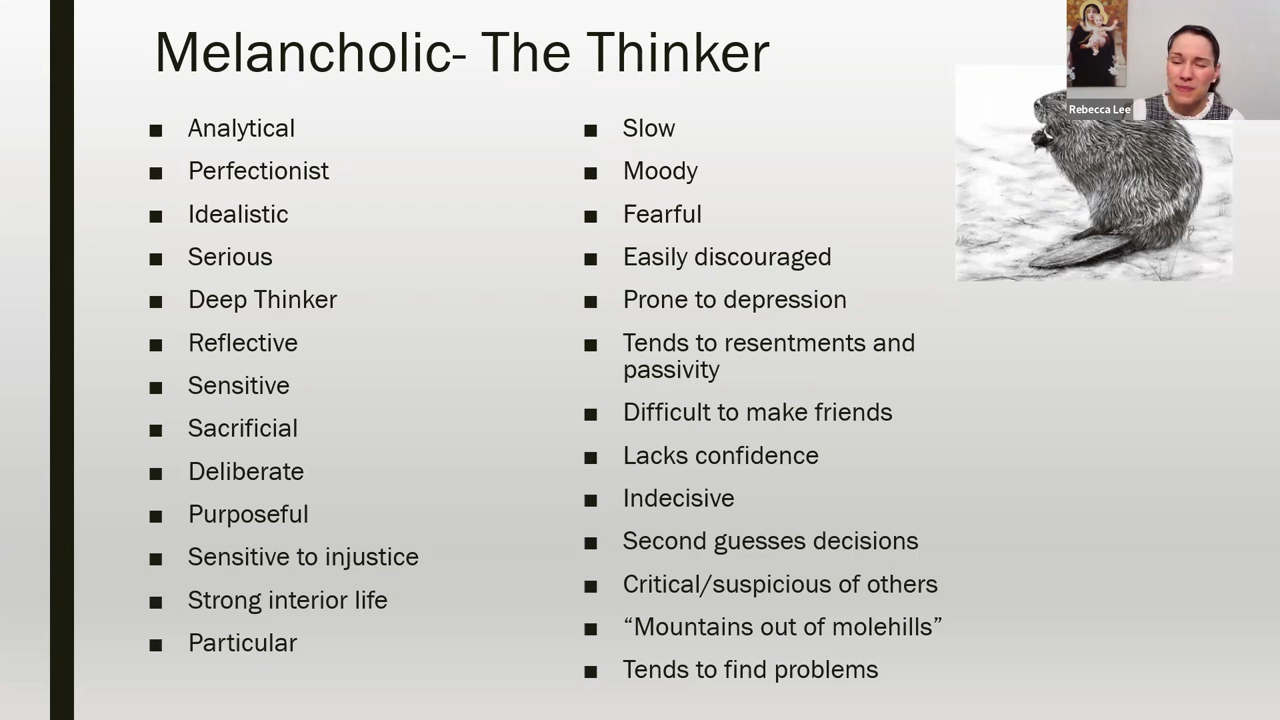 Melancholic- The Thinker
■ Analytical
■ Perfectionist
■ Idealistic
■ Serious
■ Deep Thinker
■ Reflective
■ Sensitive
■ Sacrificial
■ Deliberate
■ Purposeful
■ Sensitive to injustice
■ Strong interior life
■ Particular
■ Slow
■ Moody
■ Fearful
■ Easily discouraged
■ Prone to depression
■ Tends to resentments and
passivity
■ Difficult to make friends
■ Lacks confidence
■ Indecisive
■ Second guesses decisions
■ Critical/suspicious of others
■ “Mountains out of molehills”
■ Tends to find problems
Rebecca Lee